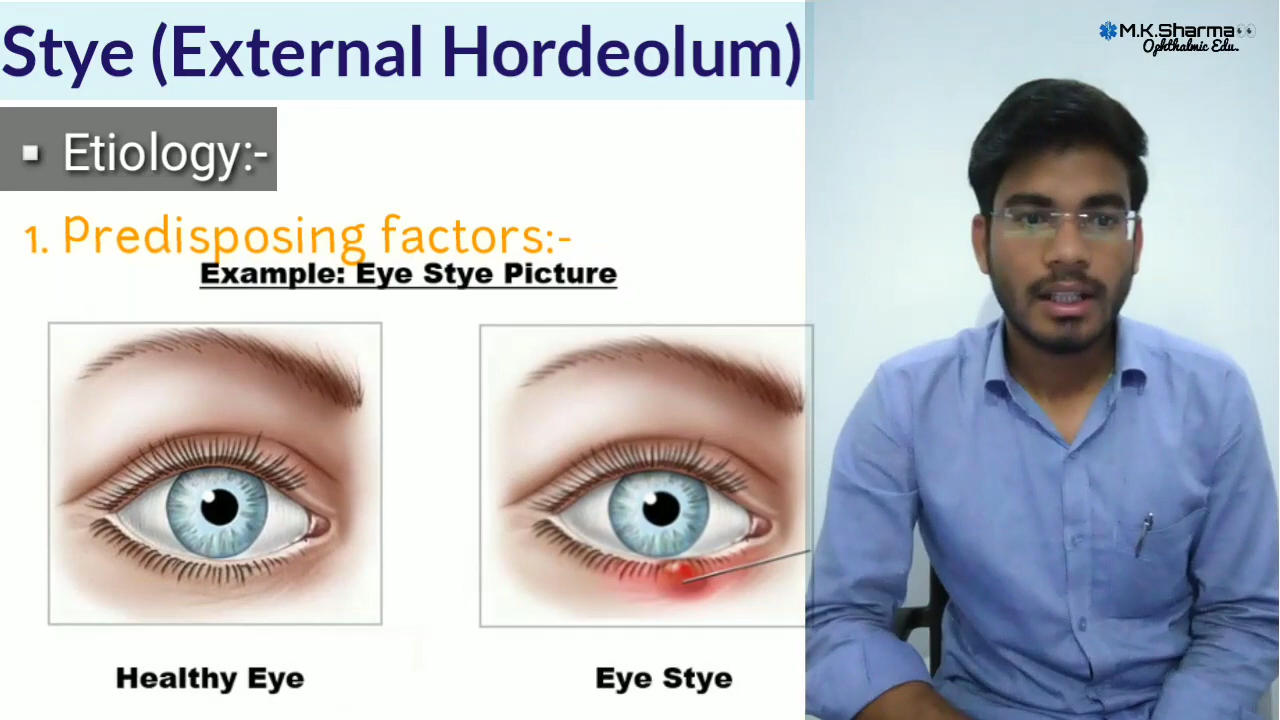 Stye (External Hordeolum)
M.K.Sharma
Ophthalmic Edu.
▪ Etiology:-
1. Predisposing factors:-
Example: Eye Stye Picture
Healthy Eye
Eye Stye